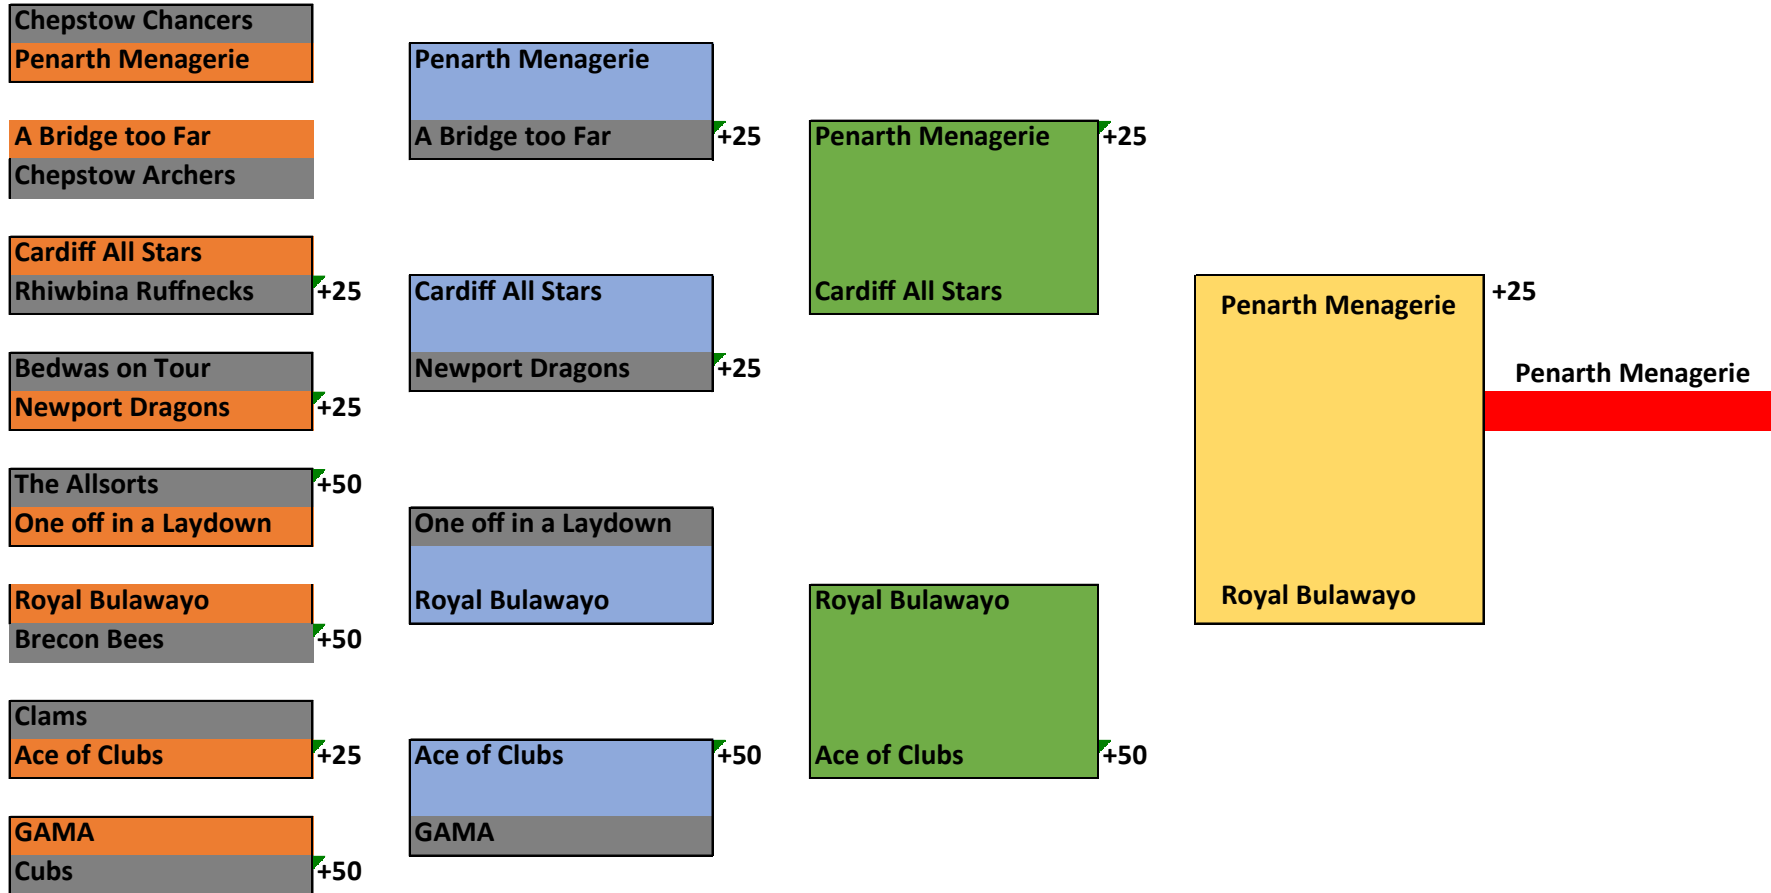 Chepstow Chancers
Penarth Menagerie
A Bridge too Far
Chepstow Archers
Cardiff All Stars
Rhiwbina Ruffnecks +25
Bedwas on Tour
Newport Dragons +25
The Allsorts +50
One off in a Laydown
Royal Bulawayo
Brecon Bees +50
Clams
Ace of Clubs +25
GAMA
Cubs +50
Penarth Menagerie
A Bridge too Far +25
Cardiff All Stars
Newport Dragons +25
One off in a Laydown
Royal Bulawayo
Ace of Clubs +50
GAMA
Penarth Menagerie +25
Cardiff All Stars
Royal Bulawayo
Ace of Clubs +50
Penarth Menagerie +25
Royal Bulawayo
Penarth Menagerie